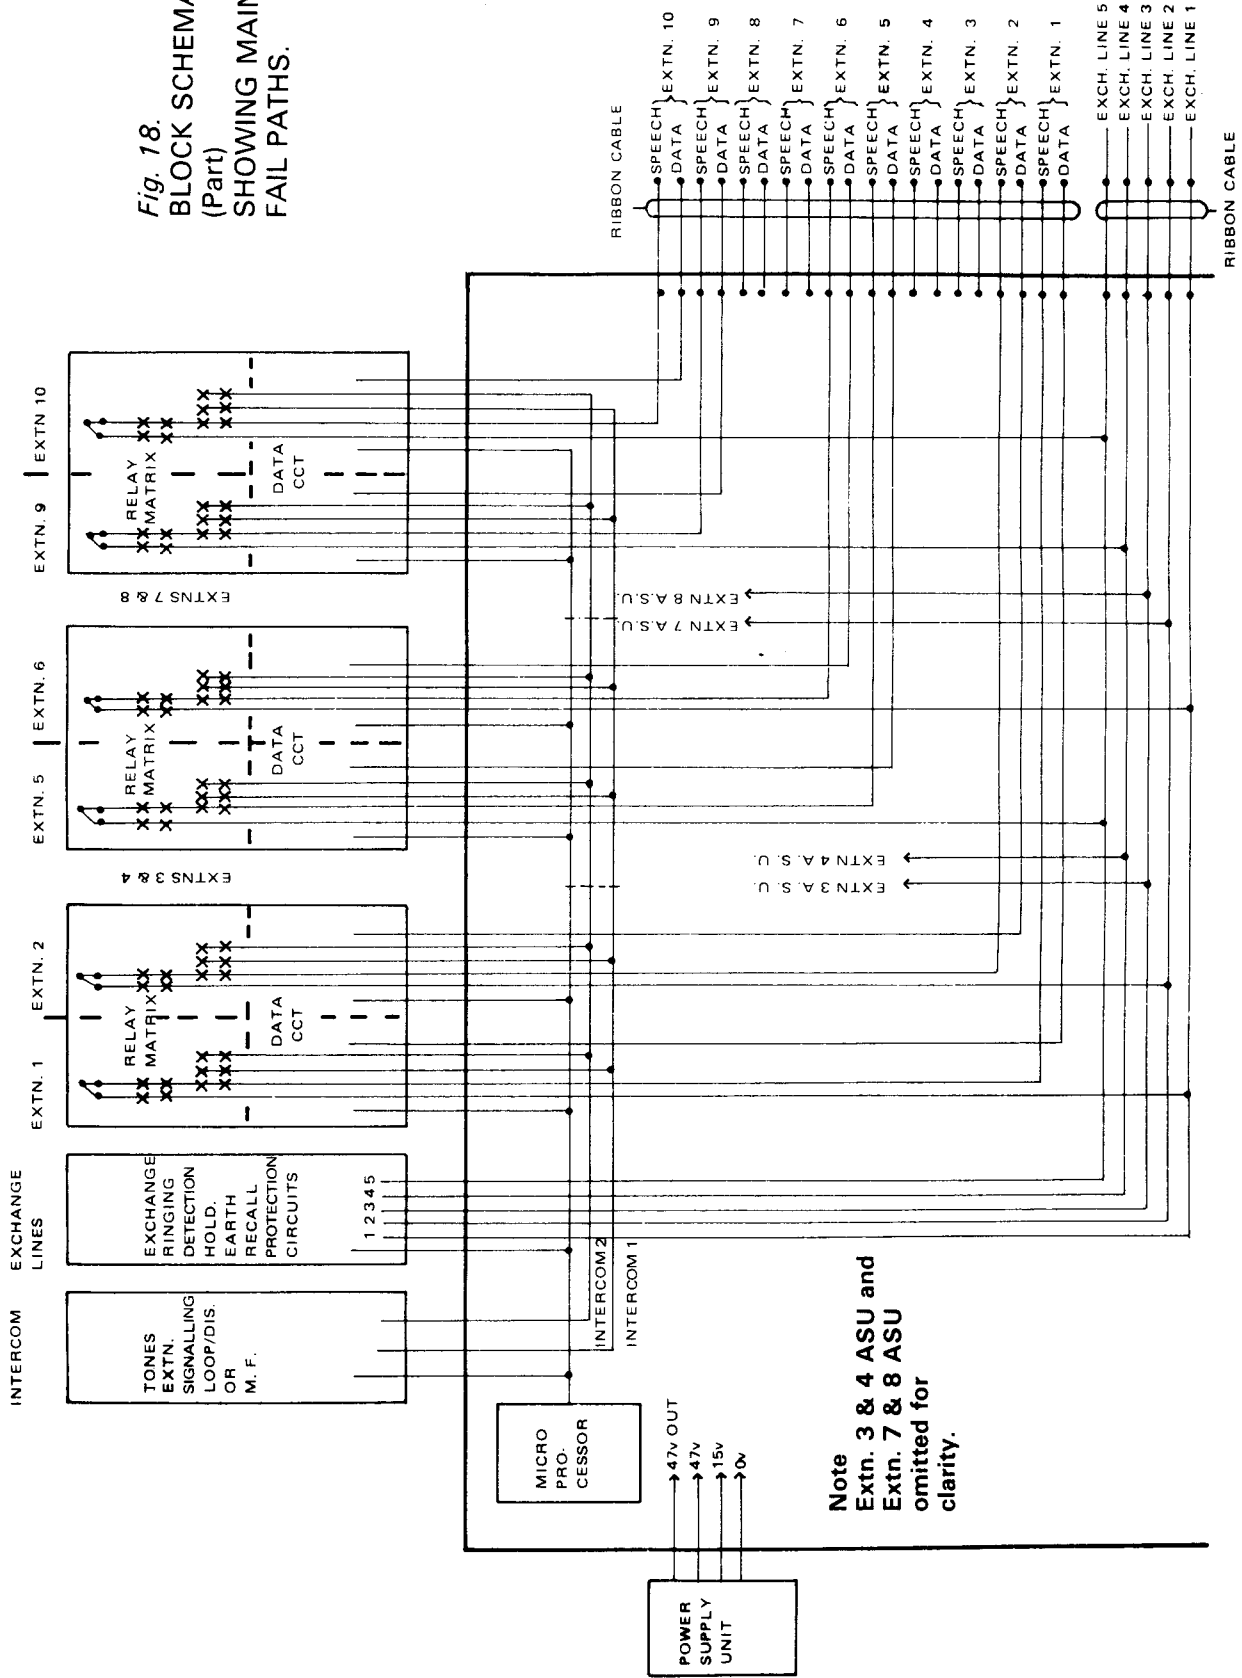 Fig. 18.
BLOCK SCHEMA
(Part)
SHOWING MAIN
FAIL PATHS.
INTERCOM
EXCHANGE
LINES
EXTN. 1
EXTN. 2
EXTNS 3 & 4
EXTN. 5
EXTN. 6
EXTNS 7 & 8
EXTN. 9
EXTN 10
TONES
EXTN.
SIGNALLING
LOOP/DIS.
OR
M. F.
EXCHANGE
RINGING
DETECTION
HOLD.
EARTH
RECALL
PROTECTION
CIRCUITS
1 2 3 4 5
RELAY
MATRIX
DATA
CCT
RELAY
MATRIX
DATA
CCT
RELAY
MATRIX
DATA
CCT
MICRO
PRO-
CESSOR
INTERCOM 2
INTERCOM 1
POWER
SUPPLY
UNIT
47v OUT
47v
15v
0v
EXTN 3 A. S. U.
EXTN 4 A. S. U.
EXTN 7 A.S.U.
EXTN 8 A.S.U.
Note
Extn. 3 & 4 ASU and
Extn. 7 & 8 ASU
omitted for
clarity.
RIBBON CABLE
SPEECH
DATA
EXTN. 10
SPEECH
DATA
EXTN. 9
SPEECH
DATA
EXTN. 8
SPEECH
DATA
EXTN. 7
SPEECH
DATA
EXTN. 6
SPEECH
DATA
EXTN. 5
SPEECH
DATA
EXTN. 4
SPEECH
DATA
EXTN. 3
SPEECH
DATA
EXTN. 2
SPEECH
DATA
EXTN. 1
EXCH. LINE 5
EXCH. LINE 4
EXCH. LINE 3
EXCH. LINE 2
EXCH. LINE 1
RIBBON CABLE